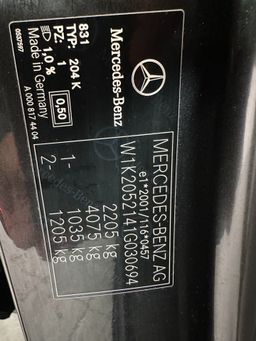 MERCEDES-BENZ AG
e1*2001/116*0457
W1K2052141G030694
2205 kg
4075 kg
1- 1035 kg
2- 1205 kg
Mercedes-Benz
831
TYP: 204 K
PZ: 1 0,50
1,0%
Made in Germany
A 000 817 44 04